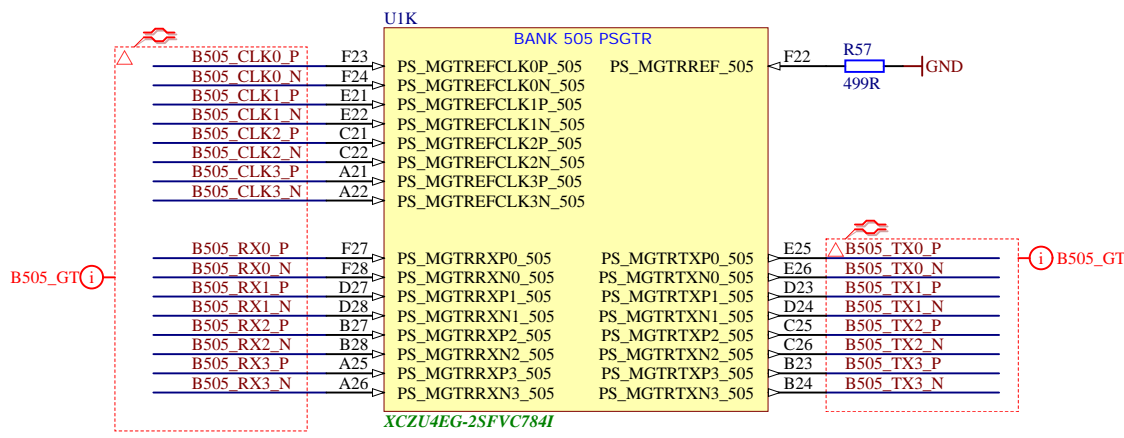 U1K
BANK 505 PSGTR
B505_CLK0_P F23 PS_MGTREFCLK0P_505 PS_MGTRREF_505 F22 R57 499R GND
B505_CLK0_N F24 PS_MGTREFCLK0N_505
B505_CLK1_P E21 PS_MGTREFCLK1P_505
B505_CLK1_N E22 PS_MGTREFCLK1N_505
B505_CLK2_P C21 PS_MGTREFCLK2P_505
B505_CLK2_N C22 PS_MGTREFCLK2N_505
B505_CLK3_P A21 PS_MGTREFCLK3P_505
B505_CLK3_N A22 PS_MGTREFCLK3N_505
B505_RX0_P F27 PS_MGTRRXP0_505 PS_MGTRTXP0_505 E25 B505_TX0_P
B505_GT i B505_RX0_N F28 PS_MGTRRXN0_505 PS_MGTRTXN0_505 E26 B505_TX0_N i B505_GT
B505_RX1_P D27 PS_MGTRRXP1_505 PS_MGTRTXP1_505 D23 B505_TX1_P
B505_RX1_N D28 PS_MGTRRXN1_505 PS_MGTRTXN1_505 D24 B505_TX1_N
B505_RX2_P B27 PS_MGTRRXP2_505 PS_MGTRTXP2_505 C25 B505_TX2_P
B505_RX2_N B28 PS_MGTRRXN2_505 PS_MGTRTXN2_505 C26 B505_TX2_N
B505_RX3_P A25 PS_MGTRRXP3_505 PS_MGTRTXP3_505 B23 B505_TX3_P
B505_RX3_N A26 PS_MGTRRXN3_505 PS_MGTRTXN3_505 B24 B505_TX3_N
XCZU4EG-2SFVC784I